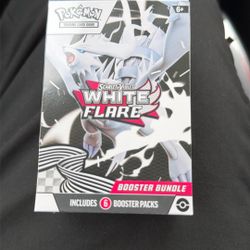 POKÉMON
TRADING CARD GAME
6+
SCARLET & VIOLET
WHITE
FLARE
BOOSTER BUNDLE
INCLUDES 6 BOOSTER PACKS